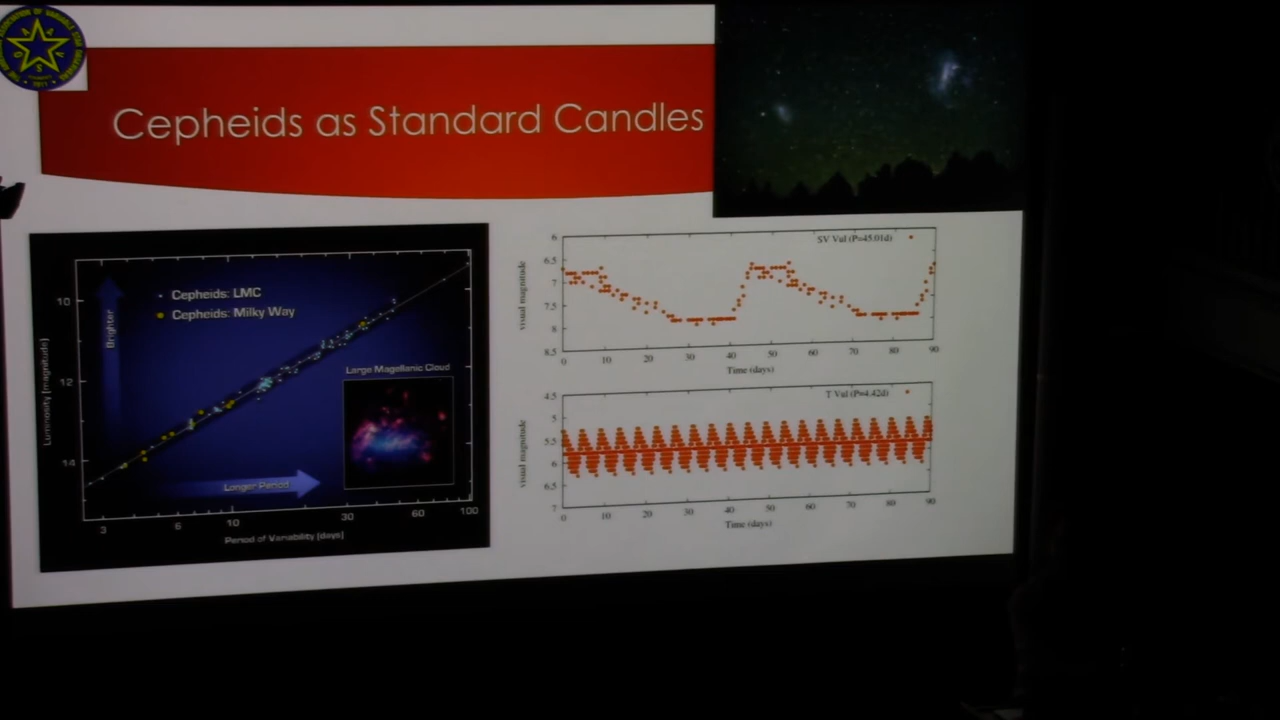 Cepheids as Standard Candles
Cepheids: LMC
Cepheids: Milky Way
Brighter
Large Magellanic Cloud
Longer Period
Luminosity [magnitude]
10
12
14
3
6
10
30
60
100
Period of Variability [days]
SV Vul (P=45.01d)
visual magnitude
6
6.5
7
7.5
8
8.5
0
10
20
30
40
50
60
70
80
90
Time (days)
T Vul (P=4.42d)
visual magnitude
4.5
5
5.5
6
6.5
7
0
10
20
30
40
50
60
70
80
90
Time (days)